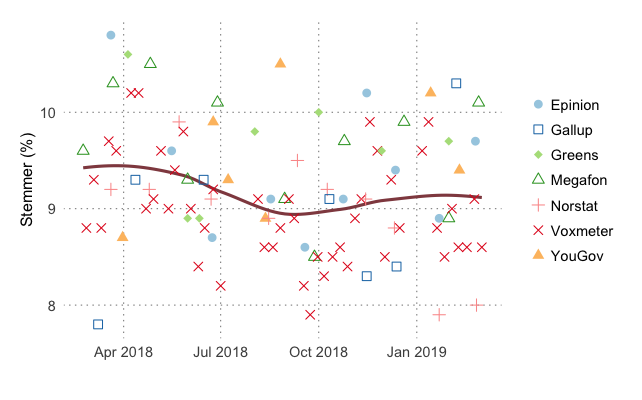 Stemmer (%)
10
9
8
Apr 2018
Jul 2018
Oct 2018
Jan 2019
Epinion
Gallup
Greens
Megafon
Norstat
Voxmeter
YouGov